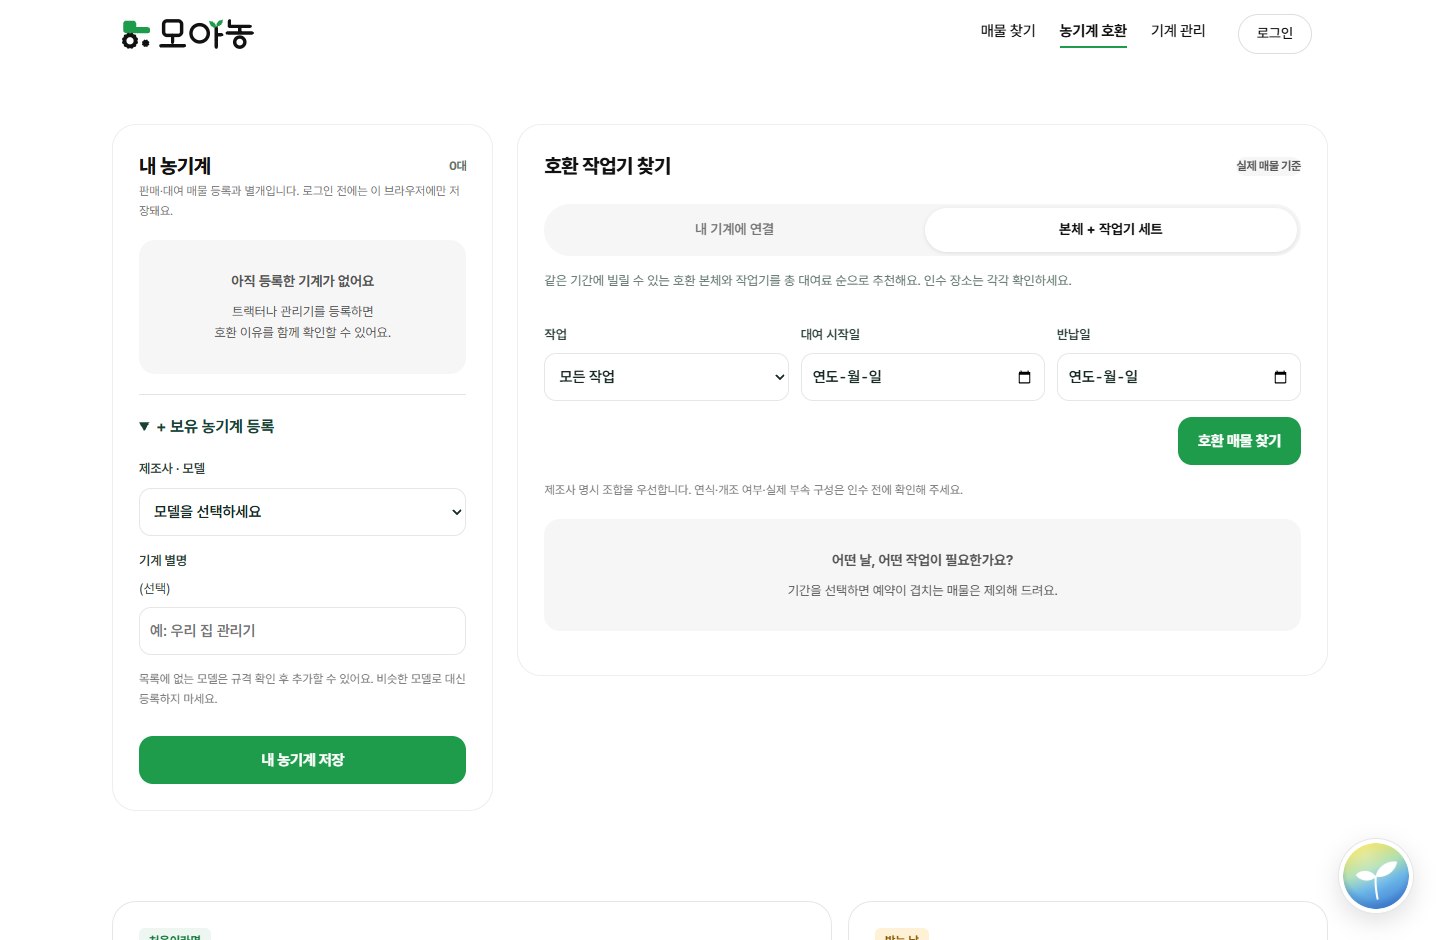 모아농
매물 찾기
농기계 호환
기계 관리
로그인
내 농기계
0대
판매·대여 매물 등록과 별개입니다. 로그인 전에는 이 브라우저에만 저
장돼요.
아직 등록한 기계가 없어요
트랙터나 관리기를 등록하면
호환 이유를 함께 확인할 수 있어요.
▼ + 보유 농기계 등록
제조사 · 모델
모델을 선택하세요
기계 별명
(선택)
예: 우리 집 관리기
목록에 없는 모델은 규격 확인 후 추가할 수 있어요. 비슷한 모델로 대신
등록하지 마세요.
내 농기계 저장
호환 작업기 찾기
실제 매물 기준
내 기계에 연결
본체 + 작업기 세트
같은 기간에 빌릴 수 있는 호환 본체와 작업기를 총 대여료 순으로 추천해요. 인수 장소는 각각 확인하세요.
작업
대여 시작일
반납일
모든 작업
연도-월-일
연도-월-일
호환 매물 찾기
제조사 명시 조합을 우선합니다. 연식·개조 여부·실제 부속 구성은 인수 전에 확인해 주세요.
어떤 날, 어떤 작업이 필요한가요?
기간을 선택하면 예약이 겹치는 매물은 제외해 드려요.
처음이라면
받는 날